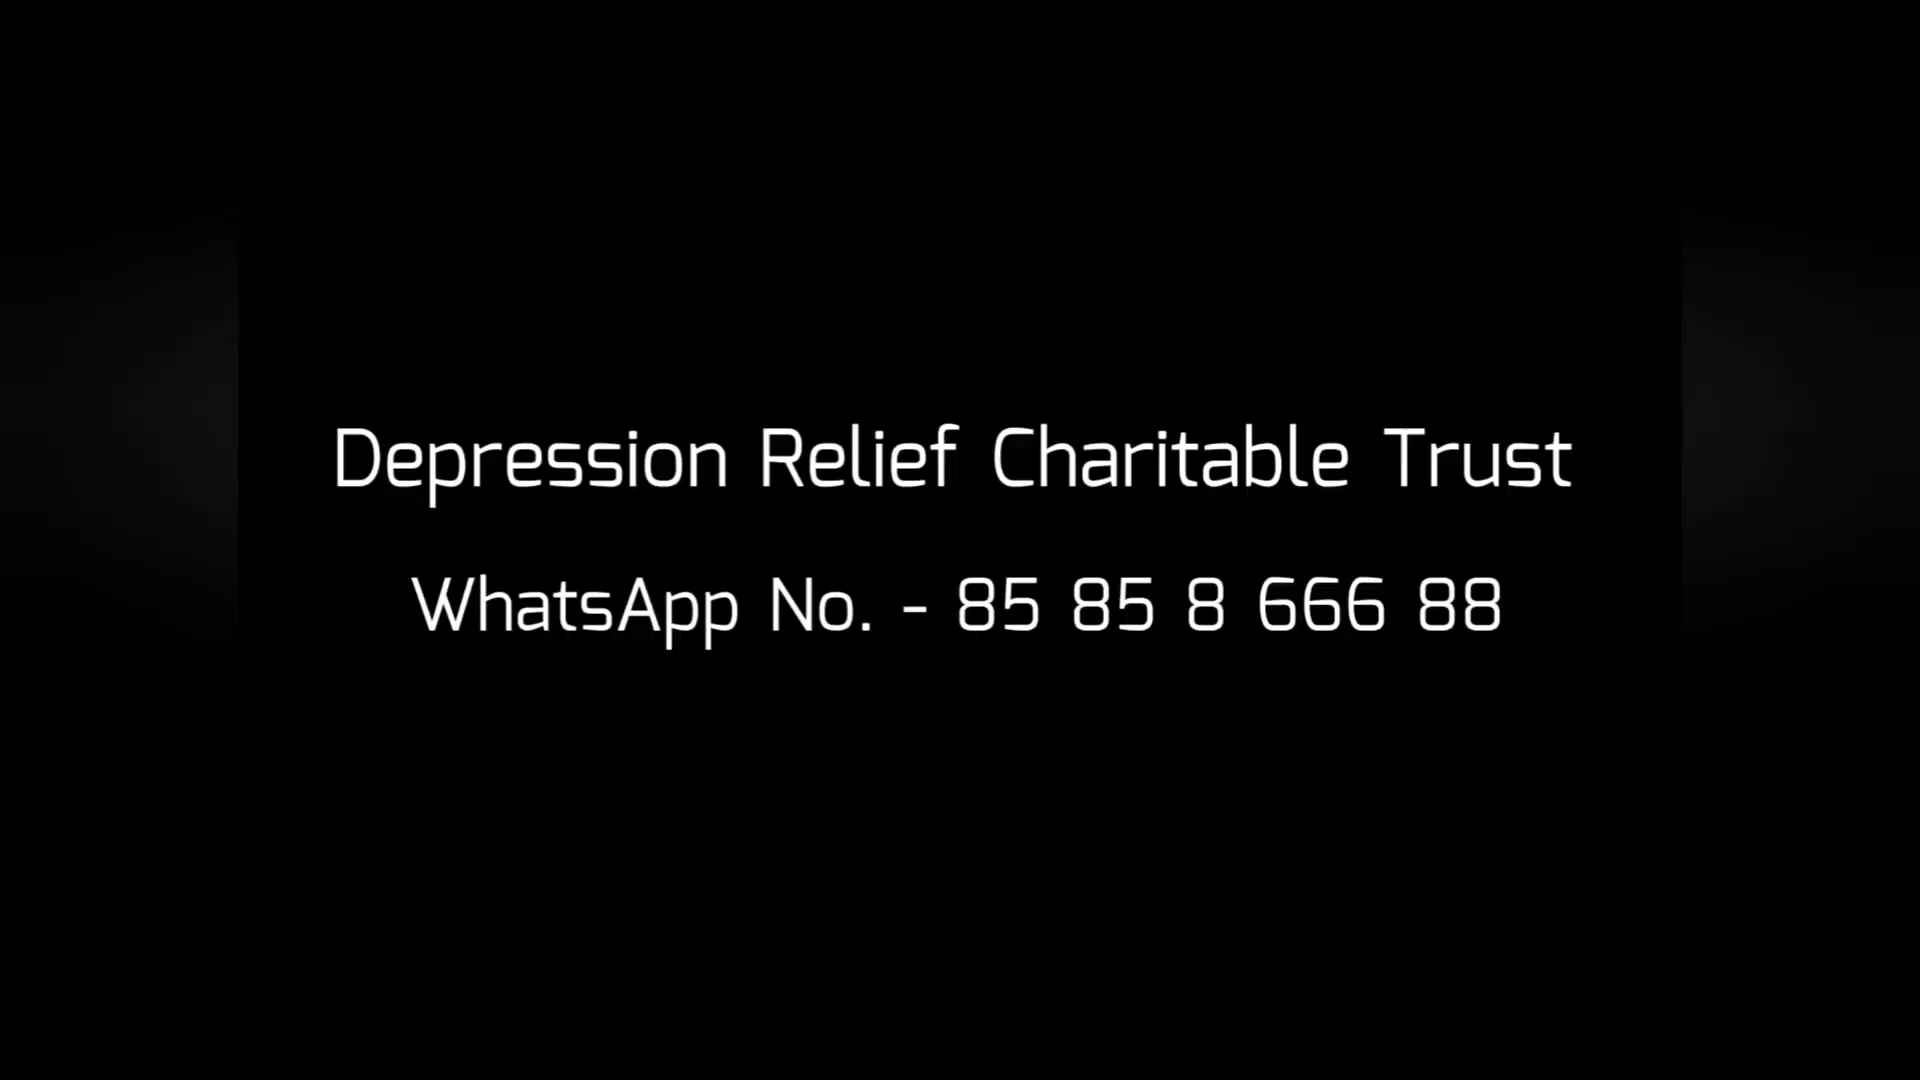 Depression Relief Charitable Trust
WhatsApp No. - 85 85 8 666 88